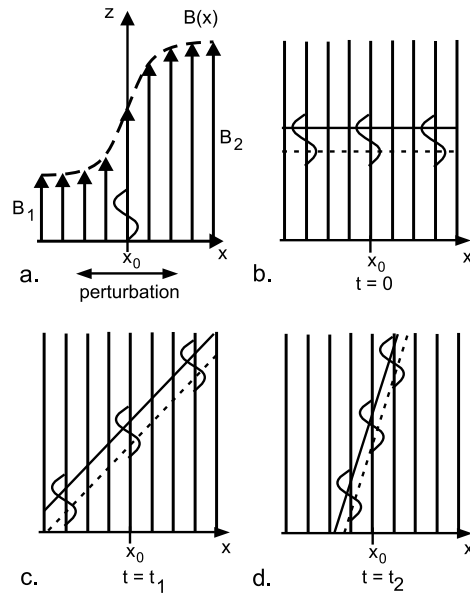 z
B(x)
B₁
B₂
x
x₀
a.
perturbation
x
x₀
b.
t = 0
x
x₀
c.
t = t₁
x
x₀
d.
t = t₂